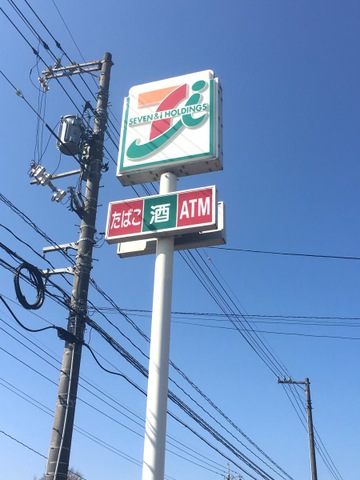 SEVEN&i HOLDINGS
たばこ 酒 ATM